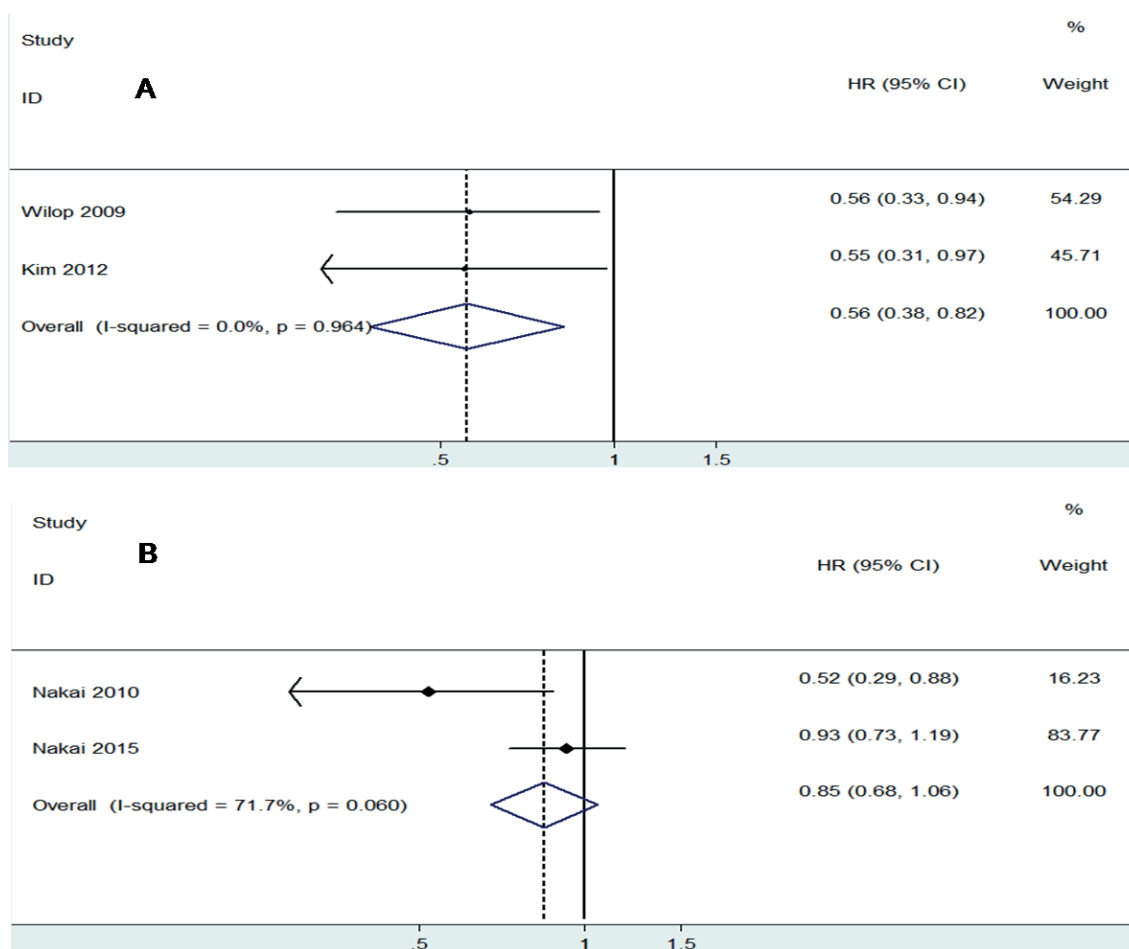 Study %
ID A HR (95% CI) Weight
Wilop 2009 0.56 (0.33, 0.94) 54.29
Kim 2012 0.55 (0.31, 0.97) 45.71
Overall (I-squared = 0.0%, p = 0.964) 0.56 (0.38, 0.82) 100.00
.5 1 1.5
Study %
ID B HR (95% CI) Weight
Nakai 2010 0.52 (0.29, 0.88) 16.23
Nakai 2015 0.93 (0.73, 1.19) 83.77
Overall (I-squared = 71.7%, p = 0.060) 0.85 (0.68, 1.06) 100.00
.5 1 1.5